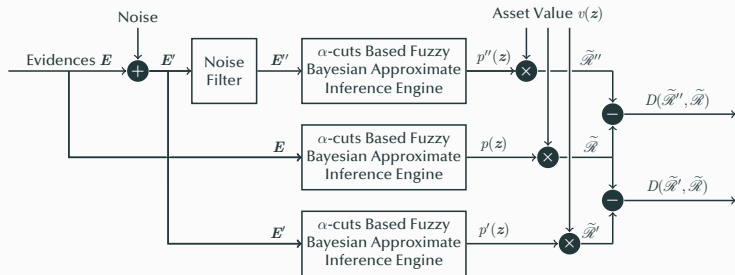 Noise
Asset Value v(z)
Evidences E
+
E′
Noise
Filter
E″
α-cuts Based Fuzzy
Bayesian Approximate
Inference Engine
p″(z)
×
ℛ̃″
−
D(ℛ̃″, ℛ̃)
E
α-cuts Based Fuzzy
Bayesian Approximate
Inference Engine
p(z)
×
ℛ̃
−
D(ℛ̃′, ℛ̃)
E′
α-cuts Based Fuzzy
Bayesian Approximate
Inference Engine
p′(z)
×
ℛ̃′